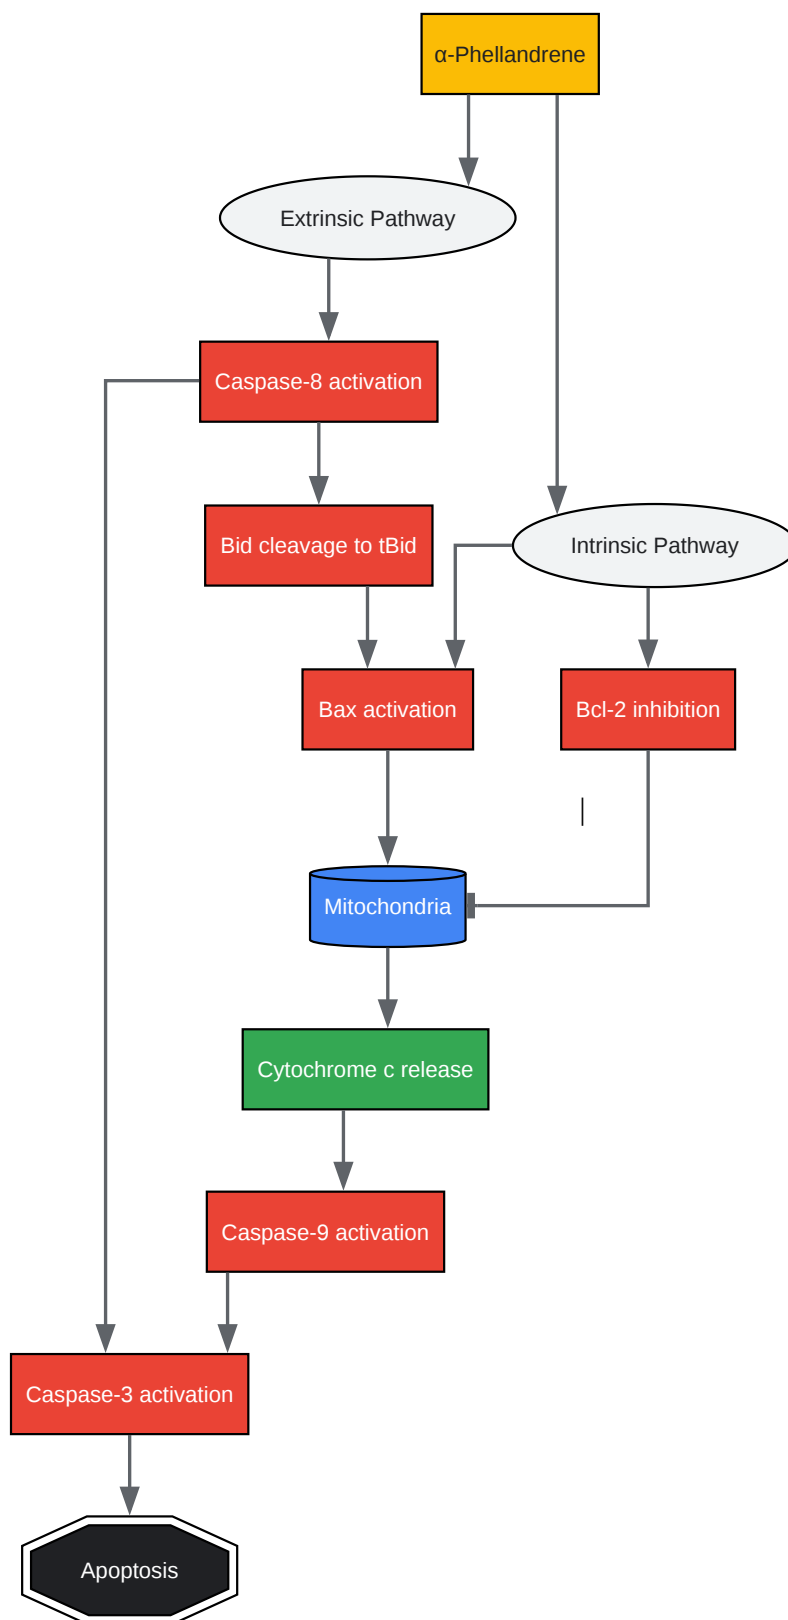 α-Phellandrene
Extrinsic Pathway
Caspase-8 activation
Bid cleavage to tBid
Intrinsic Pathway
Bax activation
Bcl-2 inhibition
|
Mitochondria
Cytochrome c release
Caspase-9 activation
Caspase-3 activation
Apoptosis